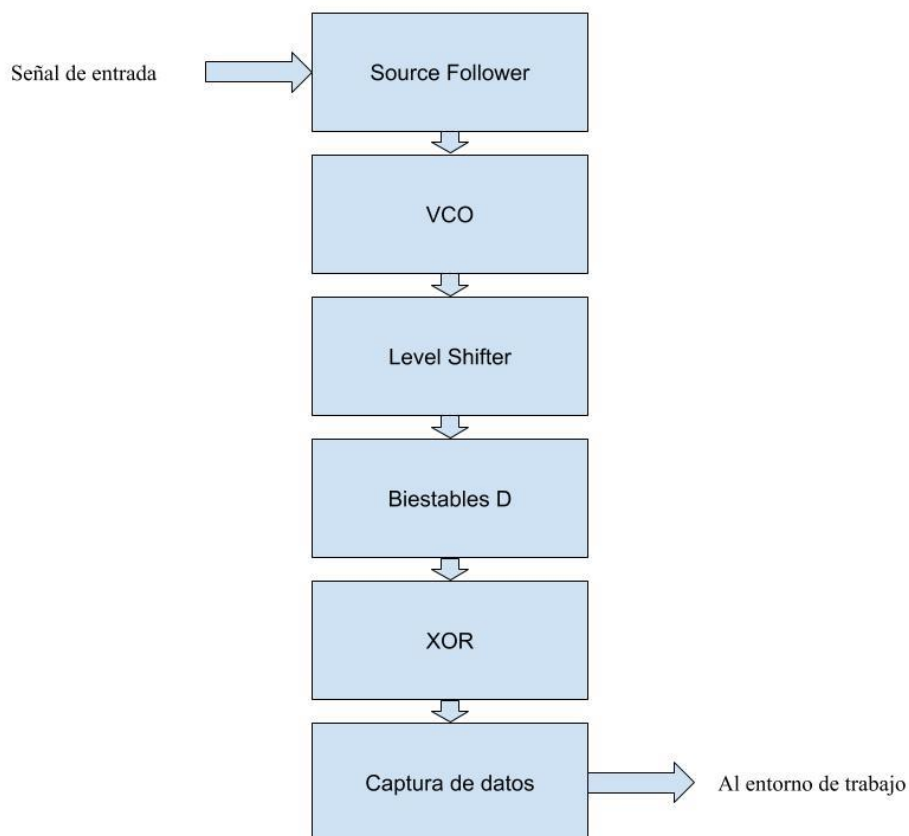 Señal de entrada
Source Follower
VCO
Level Shifter
Biestables D
XOR
Captura de datos
Al entorno de trabajo